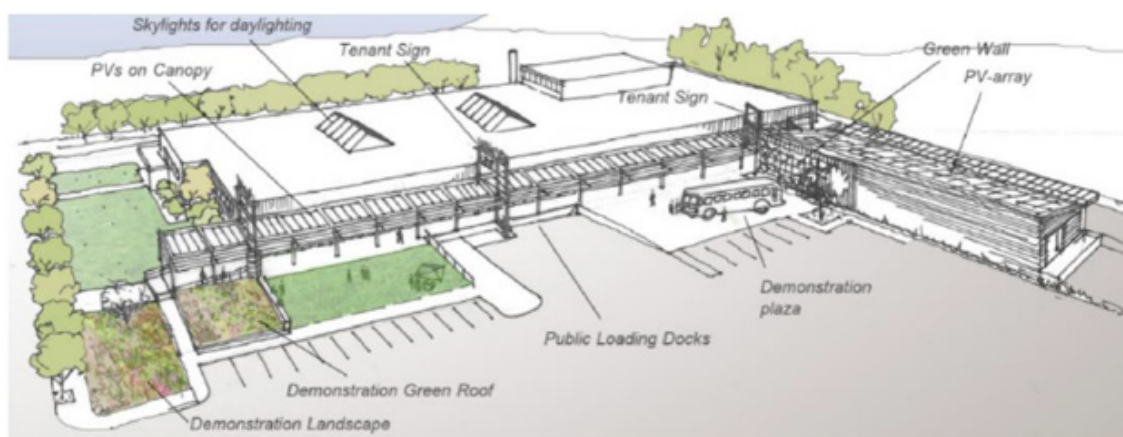 Skylights for daylighting
Tenant Sign
Green Wall
PVs on Canopy
PV-array
Tenant Sign
Demonstration
plaza
Public Loading Docks
Demonstration Green Roof
Demonstration Landscape